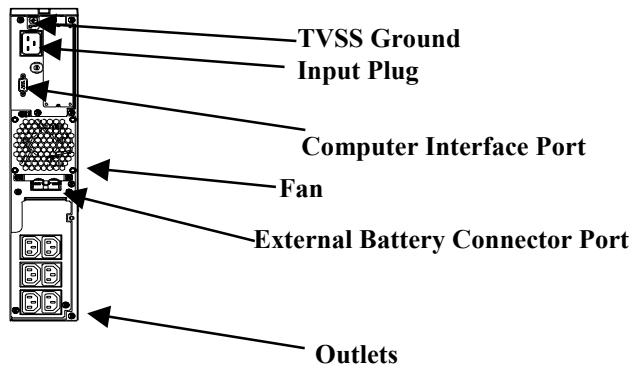 TVSS Ground
Input Plug
Computer Interface Port
Fan
External Battery Connector Port
Outlets